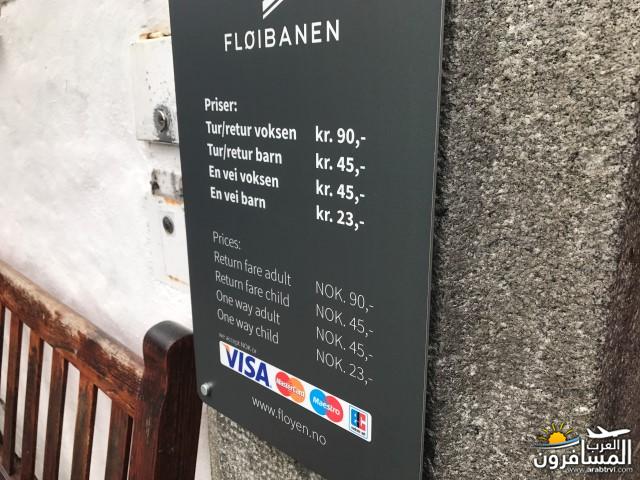 FLØIBANEN
Priser:
Tur/retur voksen kr. 90,-
Tur/retur barn kr. 45,-
En vei voksen kr. 45,-
En vei barn kr. 23,-
Prices:
Return fare adult NOK. 90,-
Return fare child NOK. 45,-
One way adult NOK. 45,-
One way child NOK. 23,-
VISA MasterCard Maestro
www.floyen.no
العرب
المسافرون
www.arabtrvl.com